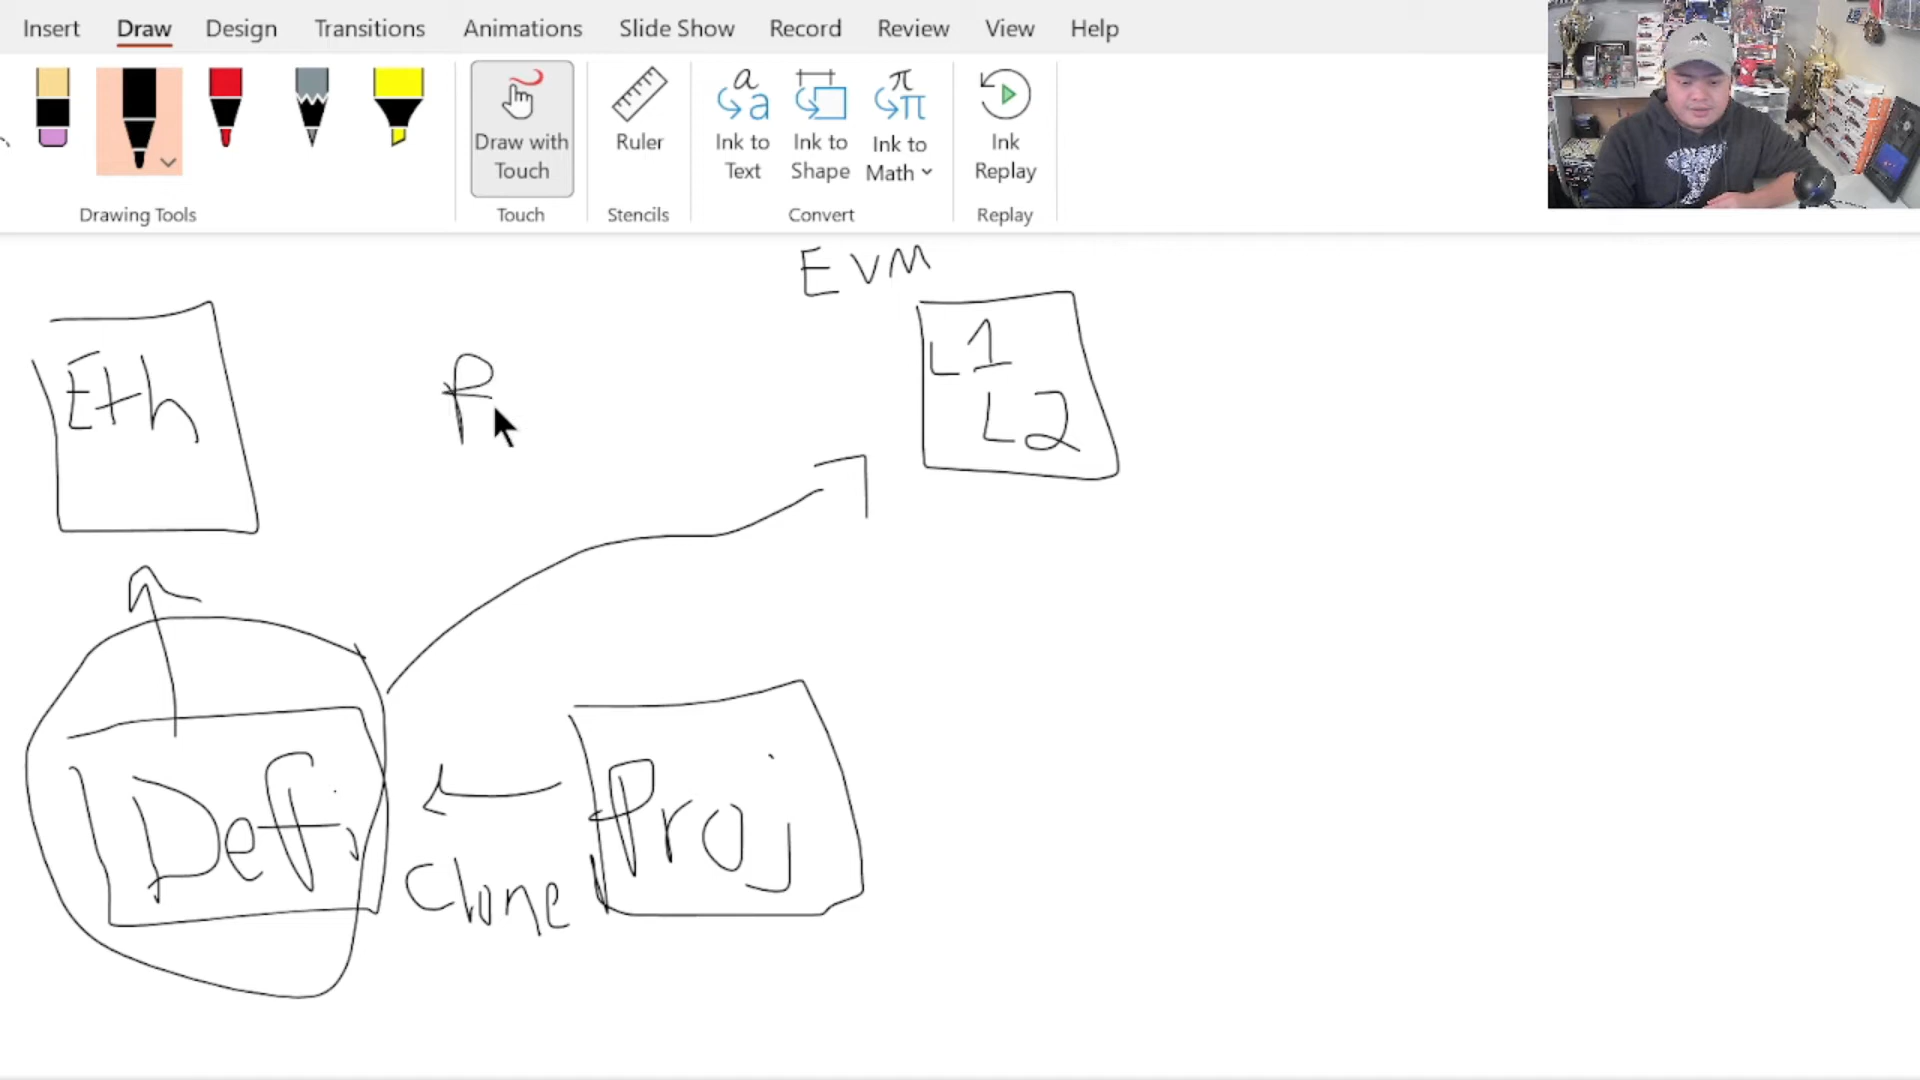 Insert Draw Design Transitions Animations Slide Show Record Review View Help
Draw with Touch
Ruler
Ink to Text
Ink to Shape
Ink to Math
Ink Replay
Drawing Tools Touch Stencils Convert Replay
EVM
Eth
L1
L2
Defi
Clone
Proj